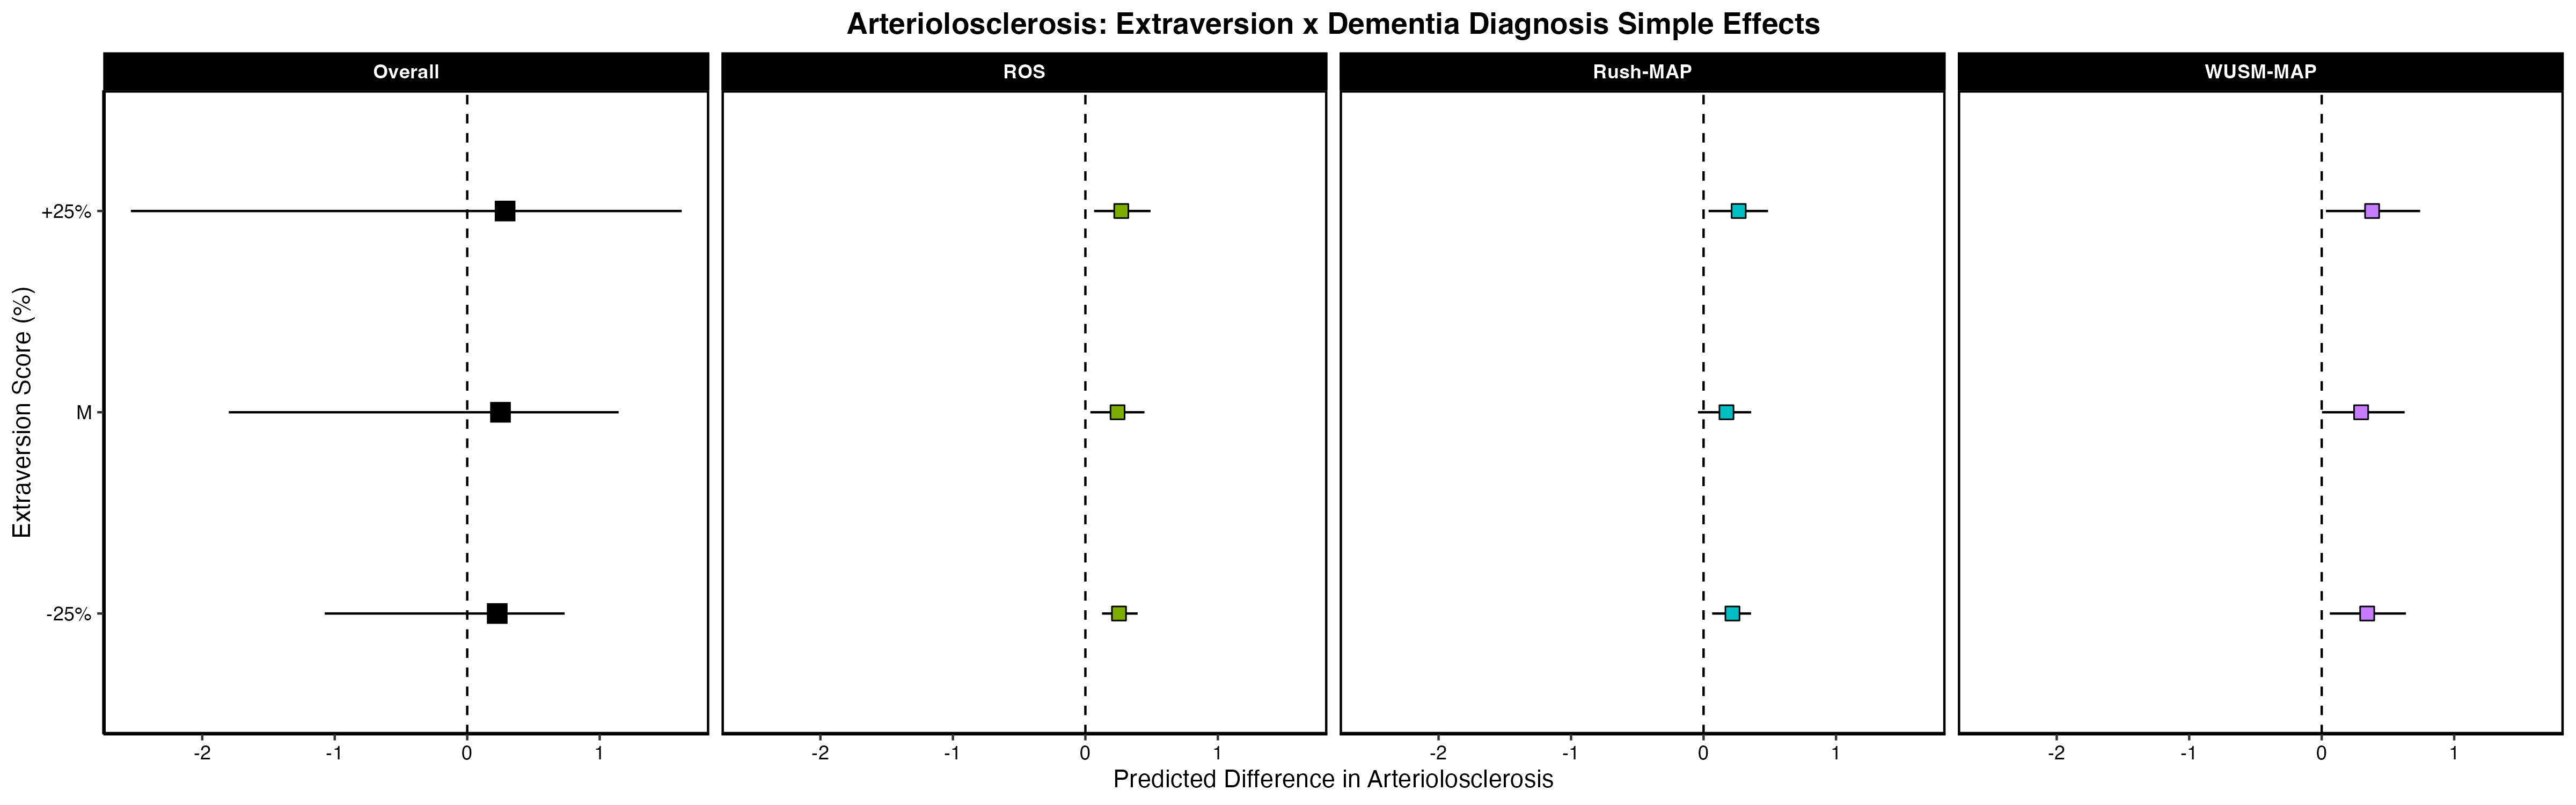 Arteriolosclerosis: Extraversion x Dementia Diagnosis Simple Effects
Overall ROS Rush-MAP WUSM-MAP
Extraversion Score (%)
+25%
M
-25%
-2 -1 0 1 -2 -1 0 1 -2 -1 0 1 -2 -1 0 1
Predicted Difference in Arteriolosclerosis